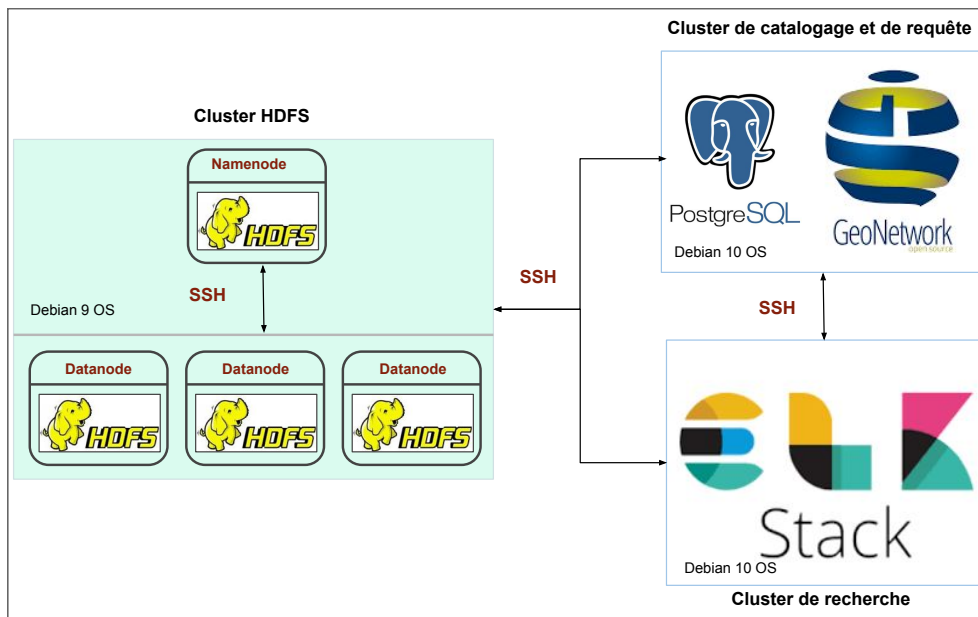 Cluster de catalogage et de requête
PostgreSQL
GeoNetwork
open source
Debian 10 OS
Cluster HDFS
Namenode
HDFS
SSH
Debian 9 OS
Datanode
Datanode
Datanode
HDFS
HDFS
HDFS
SSH
SSH
ELK
Stack
Debian 10 OS
Cluster de recherche